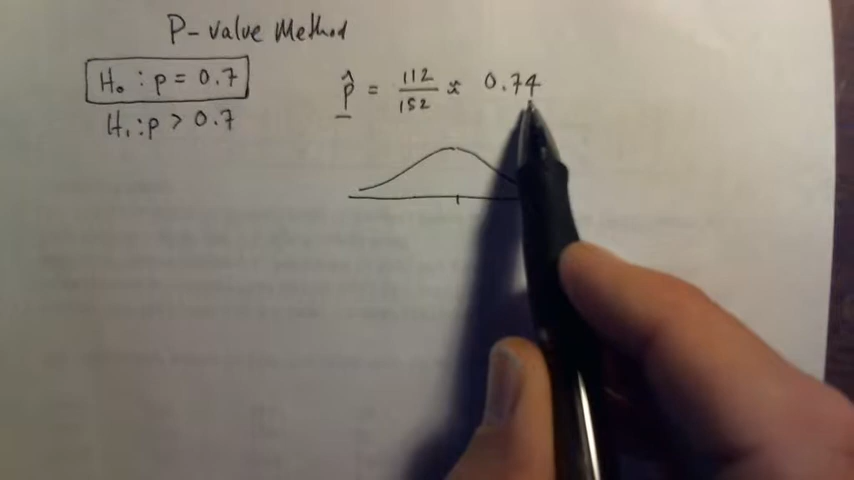 P-value Method
H₀ : p = 0.7
H₁ : p > 0.7
p̂ = 112/152 ≈ 0.74